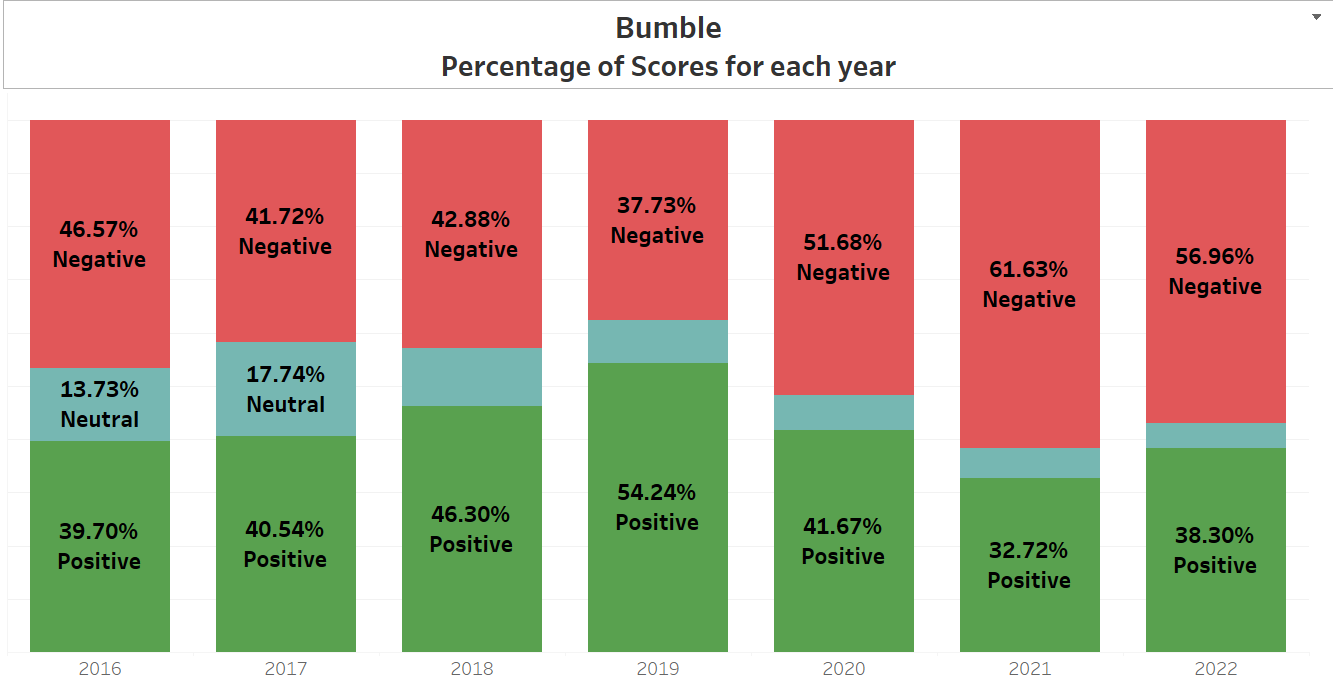 Bumble
Percentage of Scores for each year
46.57%
Negative
13.73%
Neutral
39.70%
Positive
41.72%
Negative
17.74%
Neutral
40.54%
Positive
42.88%
Negative
46.30%
Positive
37.73%
Negative
54.24%
Positive
51.68%
Negative
41.67%
Positive
61.63%
Negative
32.72%
Positive
56.96%
Negative
38.30%
Positive
2016
2017
2018
2019
2020
2021
2022